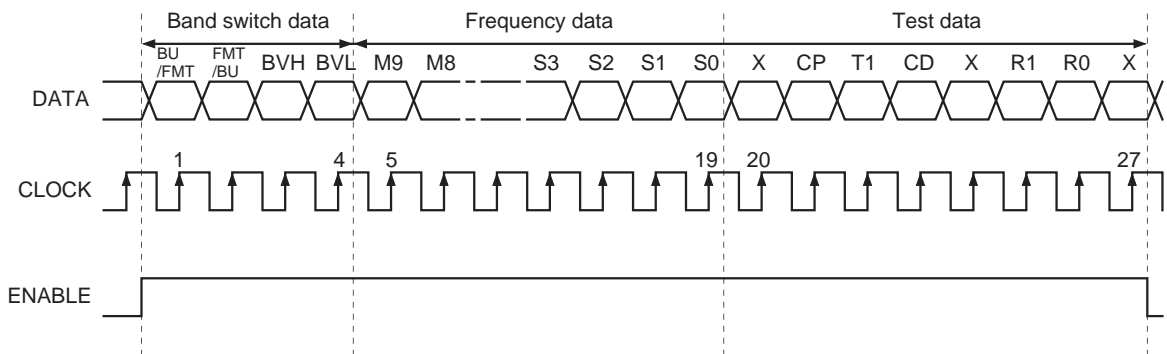 Band switch data Frequency data Test data
BU /FMT FMT /BU BVH BVL M9 M8 S3 S2 S1 S0 X CP T1 CD X R1 R0 X
DATA
1 4 5 19 20 27
CLOCK
ENABLE